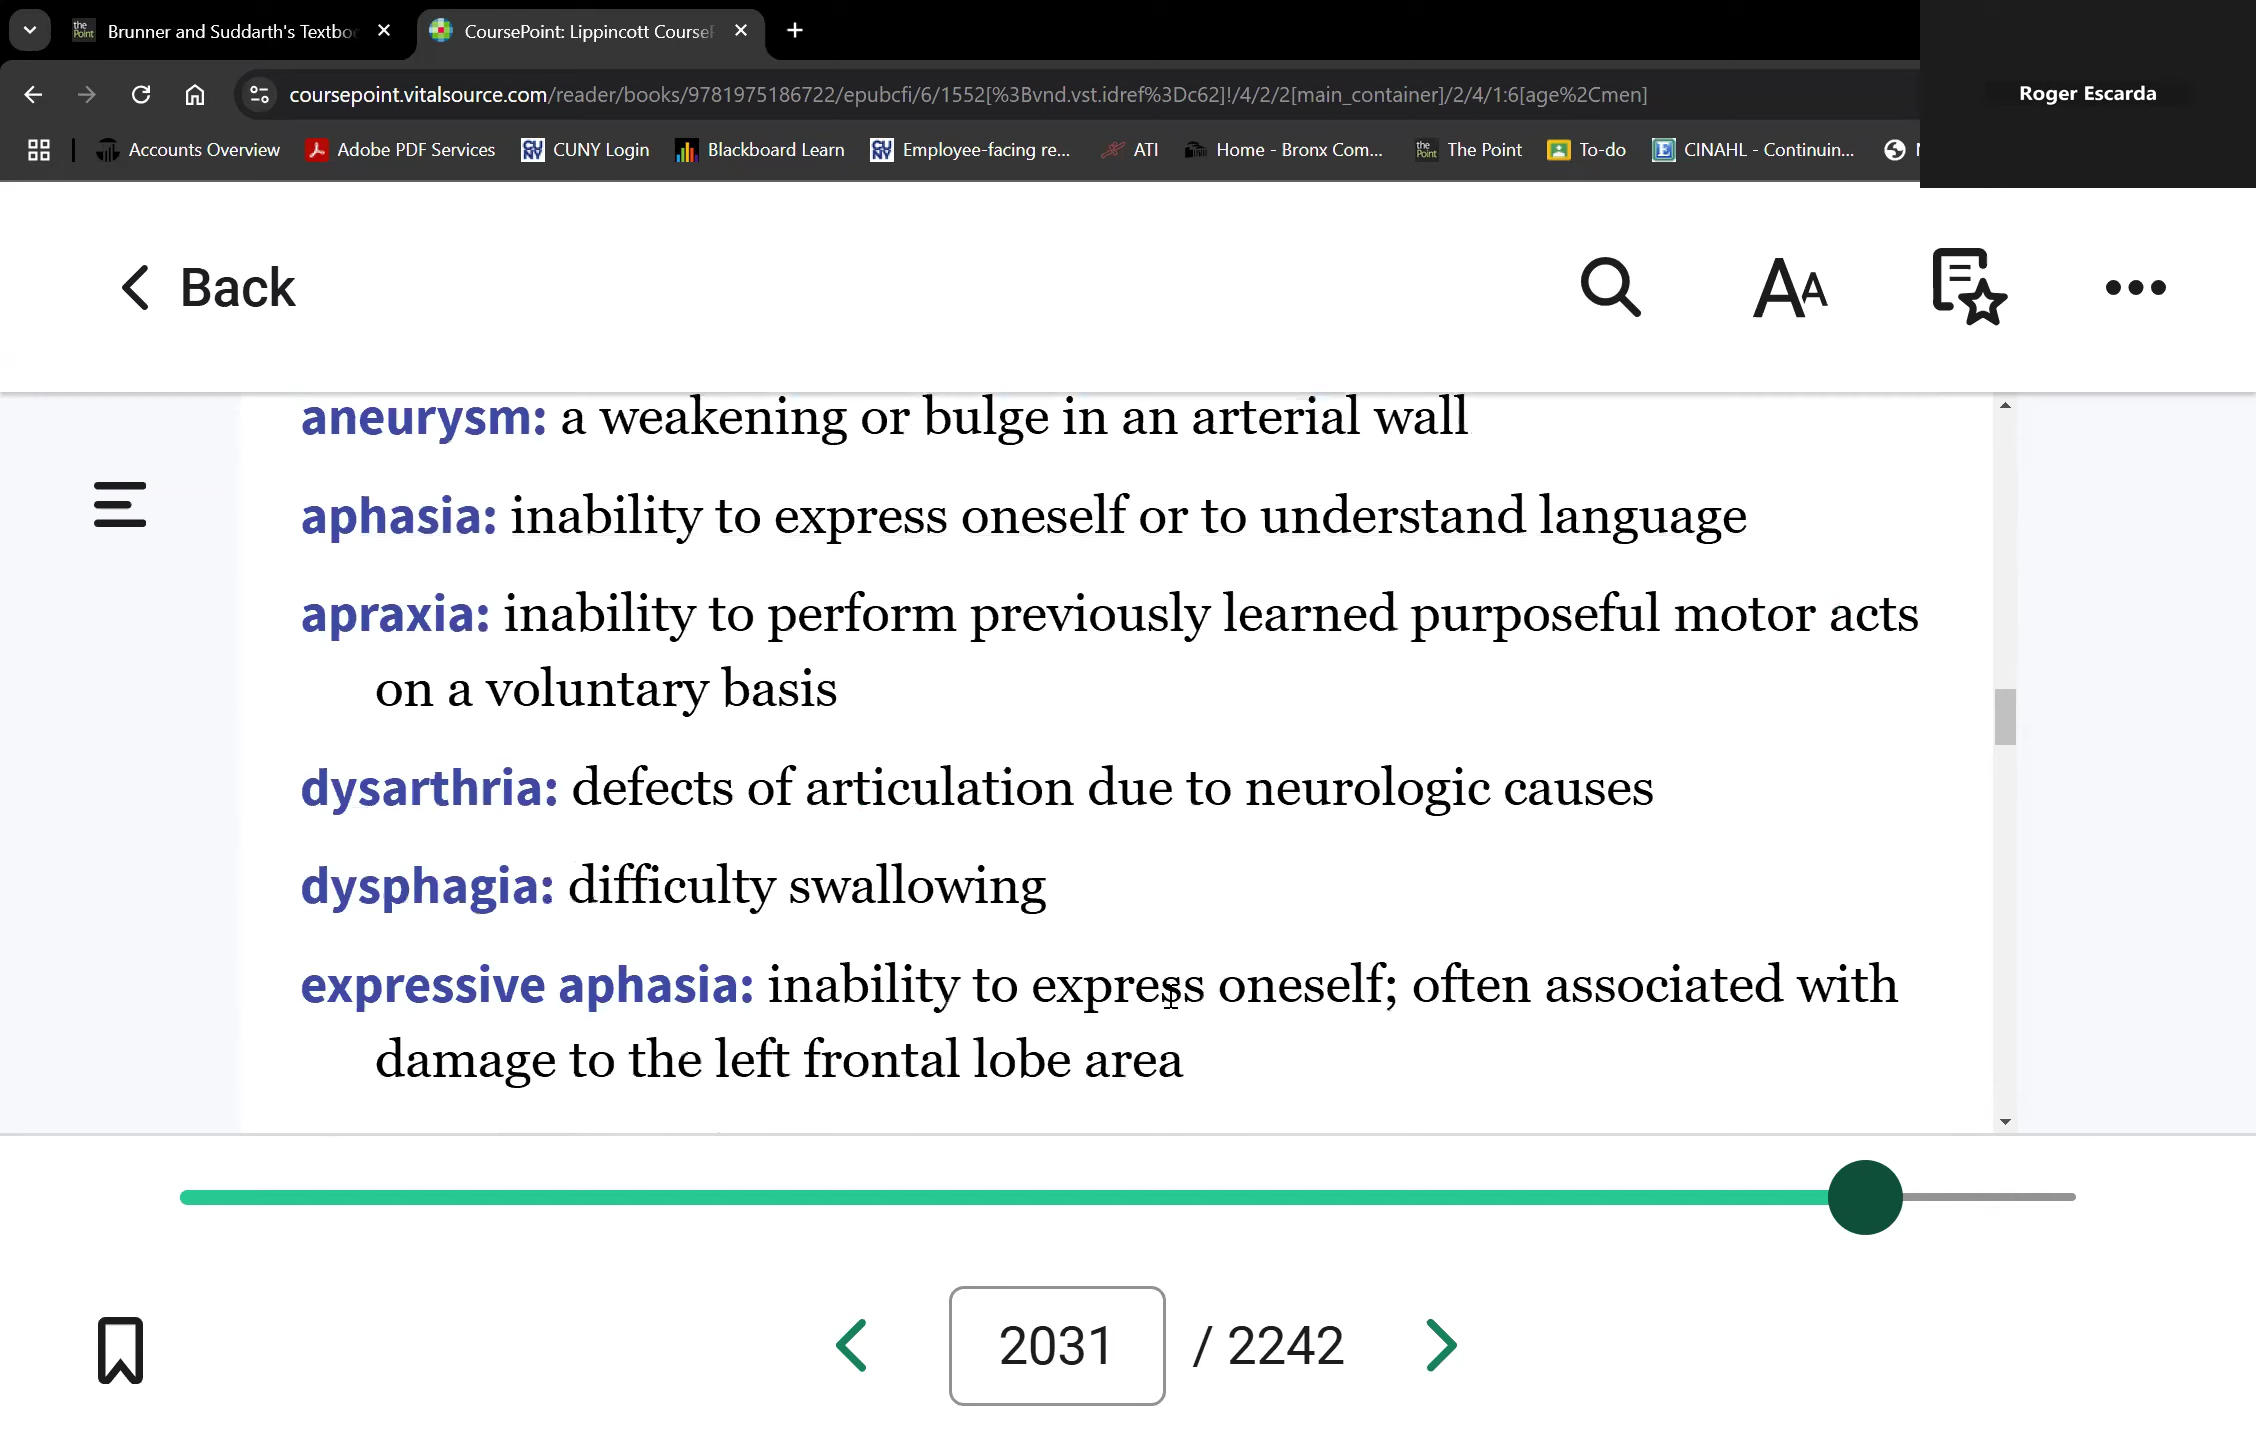 Brunner and Suddarth's Textbo
CoursePoint: Lippincott Course
coursepoint.vitalsource.com/reader/books/9781975186722/epubcfi/6/1552[%3Bvnd.vst.idref%3Dc62]!/4/2/2[main_container]/2/4/1:6[age%2Cmen]
Roger Escarda
Accounts Overview Adobe PDF Services CUNY Login Blackboard Learn Employee-facing re... ATI Home - Bronx Com... The Point To-do CINAHL - Continuin...
Back
aneurysm: a weakening or bulge in an arterial wall
aphasia: inability to express oneself or to understand language
apraxia: inability to perform previously learned purposeful motor acts
on a voluntary basis
dysarthria: defects of articulation due to neurologic causes
dysphagia: difficulty swallowing
expressive aphasia: inability to express oneself; often associated with
damage to the left frontal lobe area
2031 / 2242